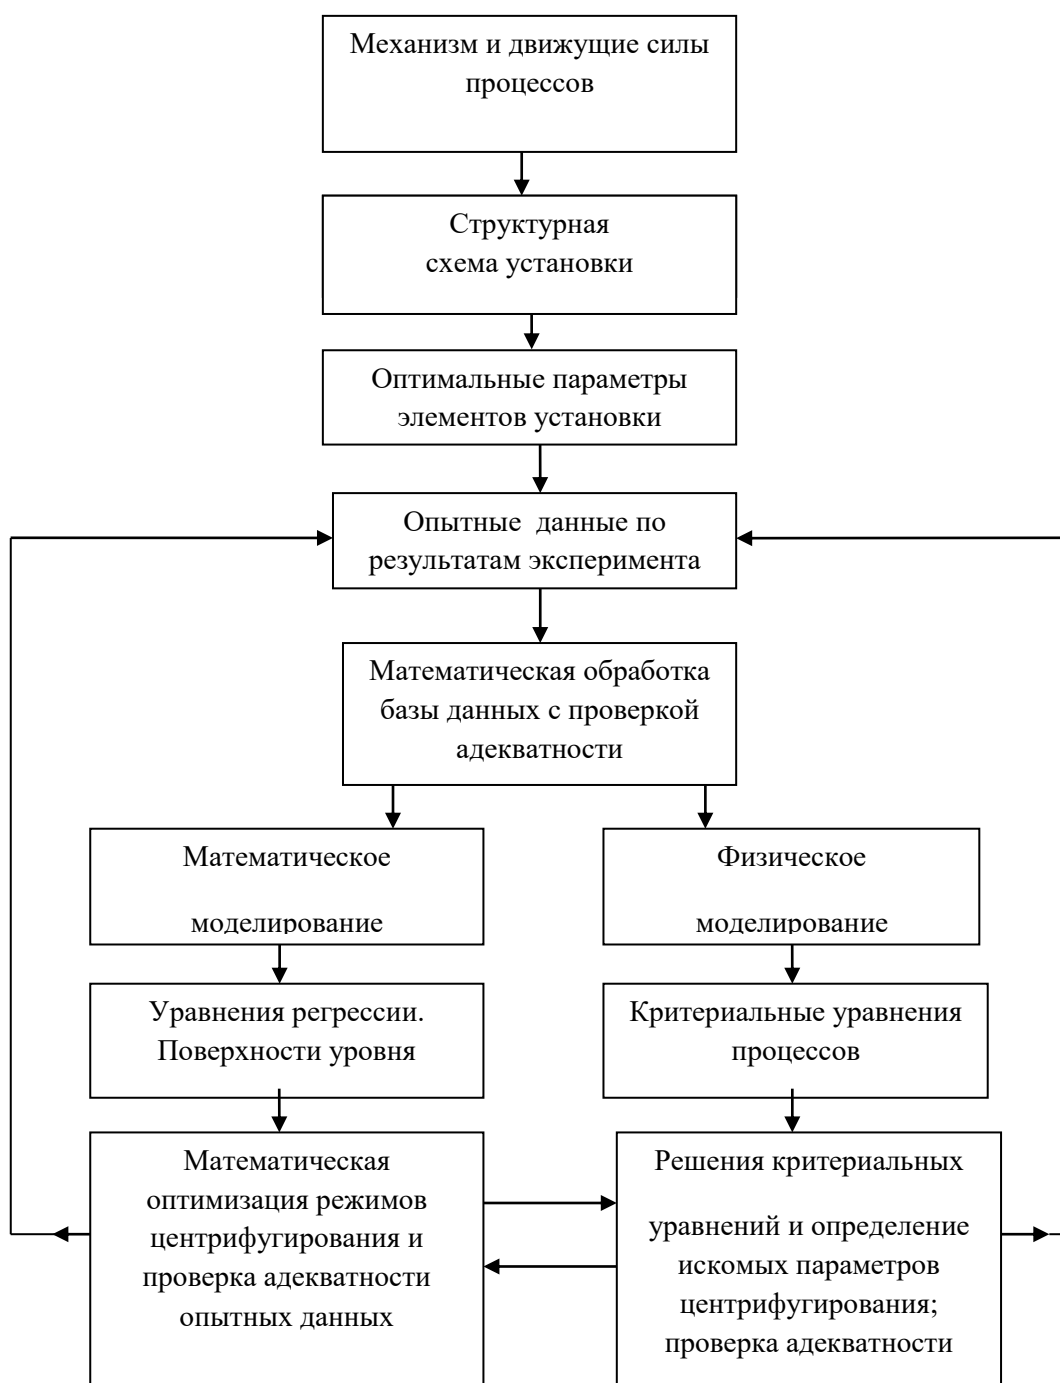 Механизм и движущие силы
процессов
Структурная
схема установки
Оптимальные параметры
элементов установки
Опытные данные по
результатам эксперимента
Математическая обработка
базы данных с проверкой
адекватности
Математическое
моделирование
Физическое
моделирование
Уравнения регрессии.
Поверхности уровня
Критериальные уравнения
процессов
Математическая
оптимизация режимов
центрифугирования и
проверка адекватности
опытных данных
Решения критериальных
уравнений и определение
искомых параметров
центрифугирования;
проверка адекватности